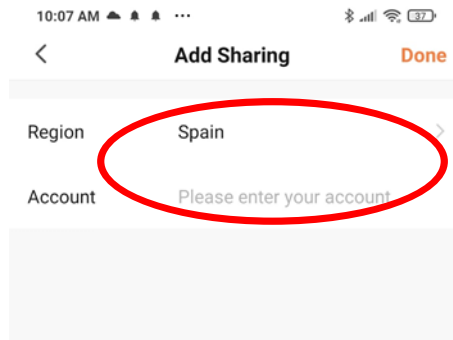 10:07 AM ... 37
Add Sharing Done
Region Spain
Account Please enter your account